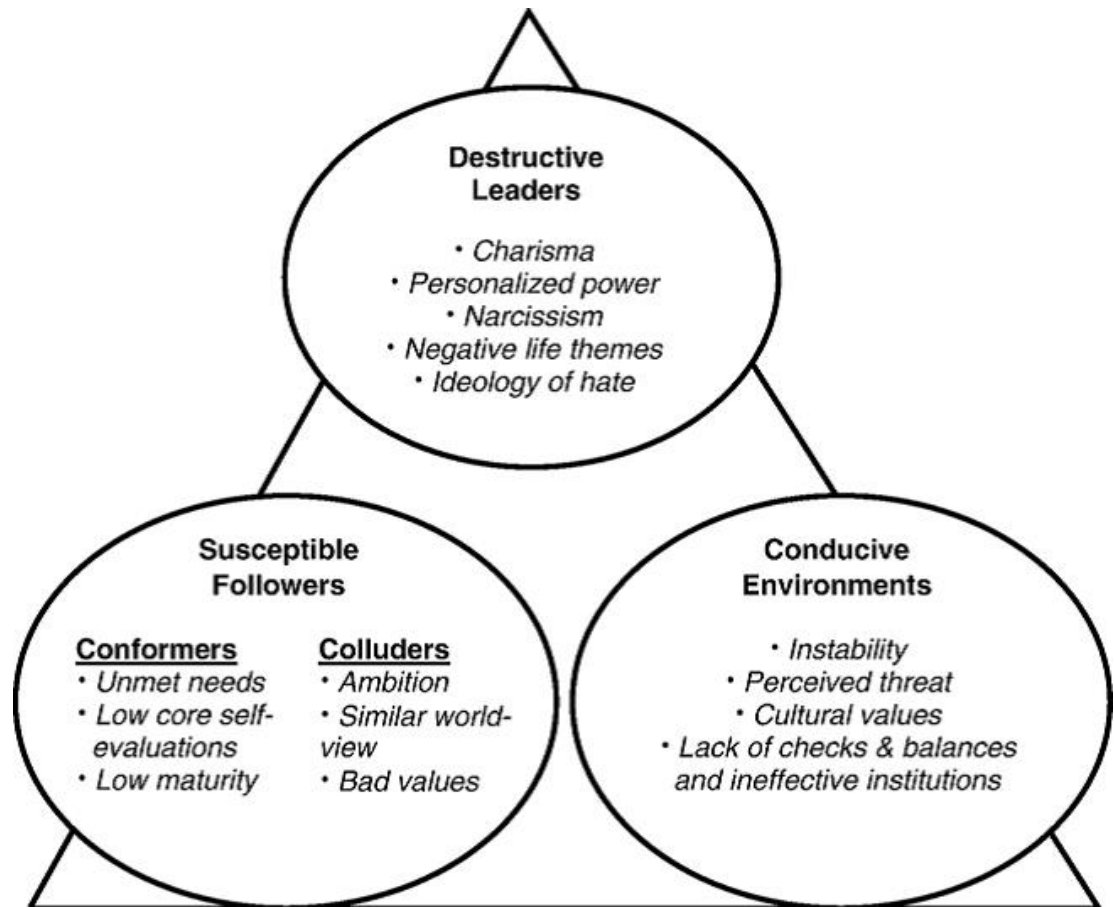 Destructive
Leaders
• Charisma
• Personalized power
• Narcissism
• Negative life themes
• Ideology of hate
Susceptible
Followers
Conformers
• Unmet needs
• Low core self-
evaluations
• Low maturity
Colluders
• Ambition
• Similar world-
view
• Bad values
Conducive
Environments
• Instability
• Perceived threat
• Cultural values
• Lack of checks & balances
and ineffective institutions